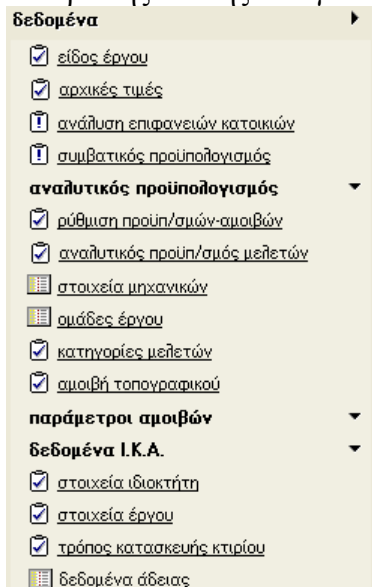 δεδομένα
είδος έργου
αρχικές τιμές
ανάλυση επιφανειών κατοικιών
συμβατικός προϋπολογισμός
αναλυτικός προϋπολογισμός
ρύθμιση προϋπ/σμών-αμοιβών
αναλυτικός προϋπ/σμός μελετών
στοιχεία μηχανικών
ομάδες έργου
κατηγορίες μελετών
αμοιβή τοπογραφικού
παράμετροι αμοιβών
δεδομένα Ι.Κ.Α.
στοιχεία ιδιοκτήτη
στοιχεία έργου
τρόπος κατασκευής κτιρίου
δεδομένα άδειας